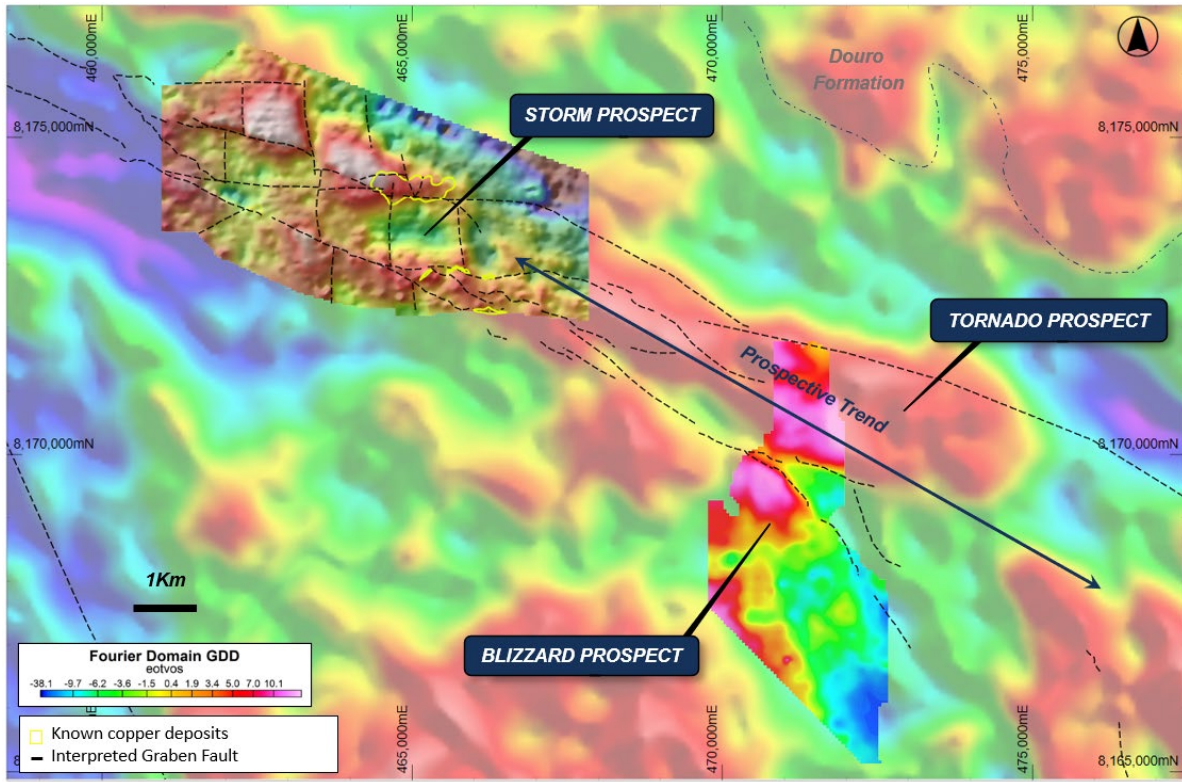 460,000mE
465,000mE
470,000mE
475,000mE
Douro
Formation
8,175,000mN
STORM PROSPECT
8,175,000mN
TORNADO PROSPECT
Prospective Trend
8,170,000mN
8,170,000mN
1Km
BLIZZARD PROSPECT
Fourier Domain GDD
eotvos
-38.1 -9.7 -6.2 -3.6 -1.5 0.4 1.9 3.4 5.0 7.0 10.1
Known copper deposits
Interpreted Graben Fault
465,000mE
470,000mE
475,000mE
8,165,000mN